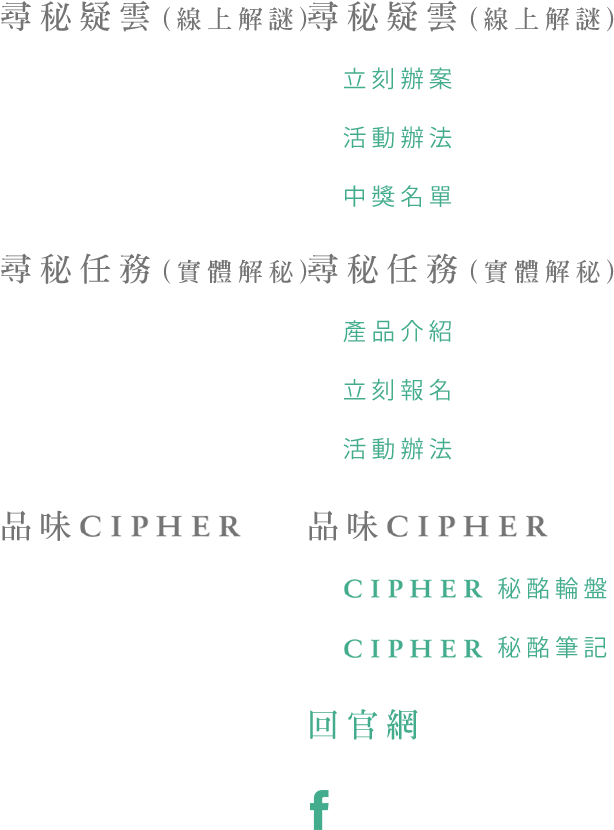 尋秘疑雲(線上解謎)尋秘疑雲(線上解謎)
立刻辦案
活動辦法
中獎名單
尋秘任務(實體解秘)尋秘任務(實體解秘)
產品介紹
立刻報名
活動辦法
品味CIPHER 品味CIPHER
CIPHER 秘酩輪盤
CIPHER 秘酩筆記
回官網
f